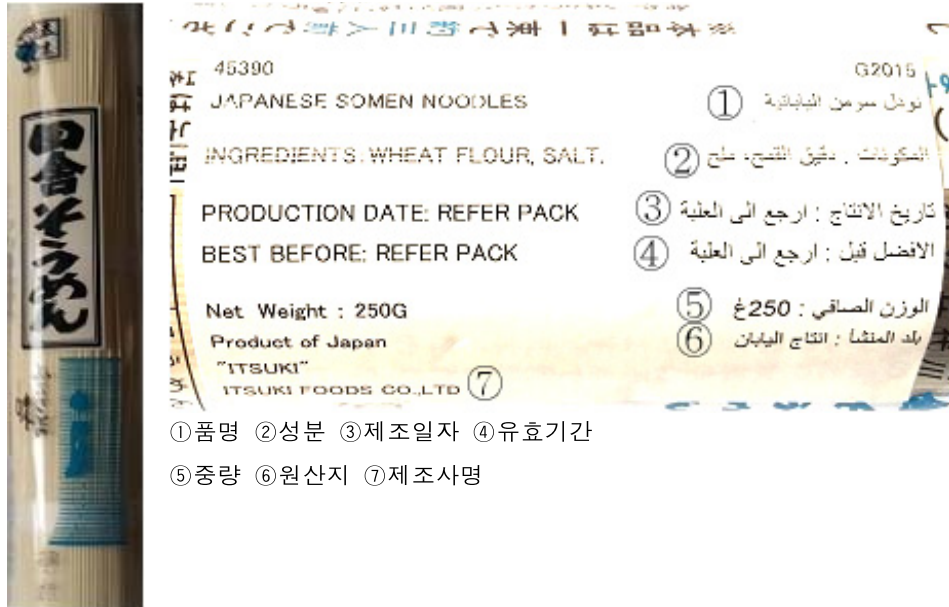 田舎そうめん
45390 G2015
JAPANESE SOMEN NOODLES ① نودل سومن اليابانية
INGREDIENTS: WHEAT FLOUR, SALT. ② المكونات : دقيق القمح، ملح
PRODUCTION DATE: REFER PACK ③ تاريخ الانتاج : ارجع الى العلبة
BEST BEFORE: REFER PACK ④ الافضل قبل : ارجع الى العلبة
Net Weight : 250G ⑤ الوزن الصافي : 250غ
Product of Japan ⑥ بلد المنشأ : انتاج اليابان
"ITSUKI"
ITSUKI FOODS CO.,LTD ⑦
①품명 ②성분 ③제조일자 ④유효기간
⑤중량 ⑥원산지 ⑦제조사명